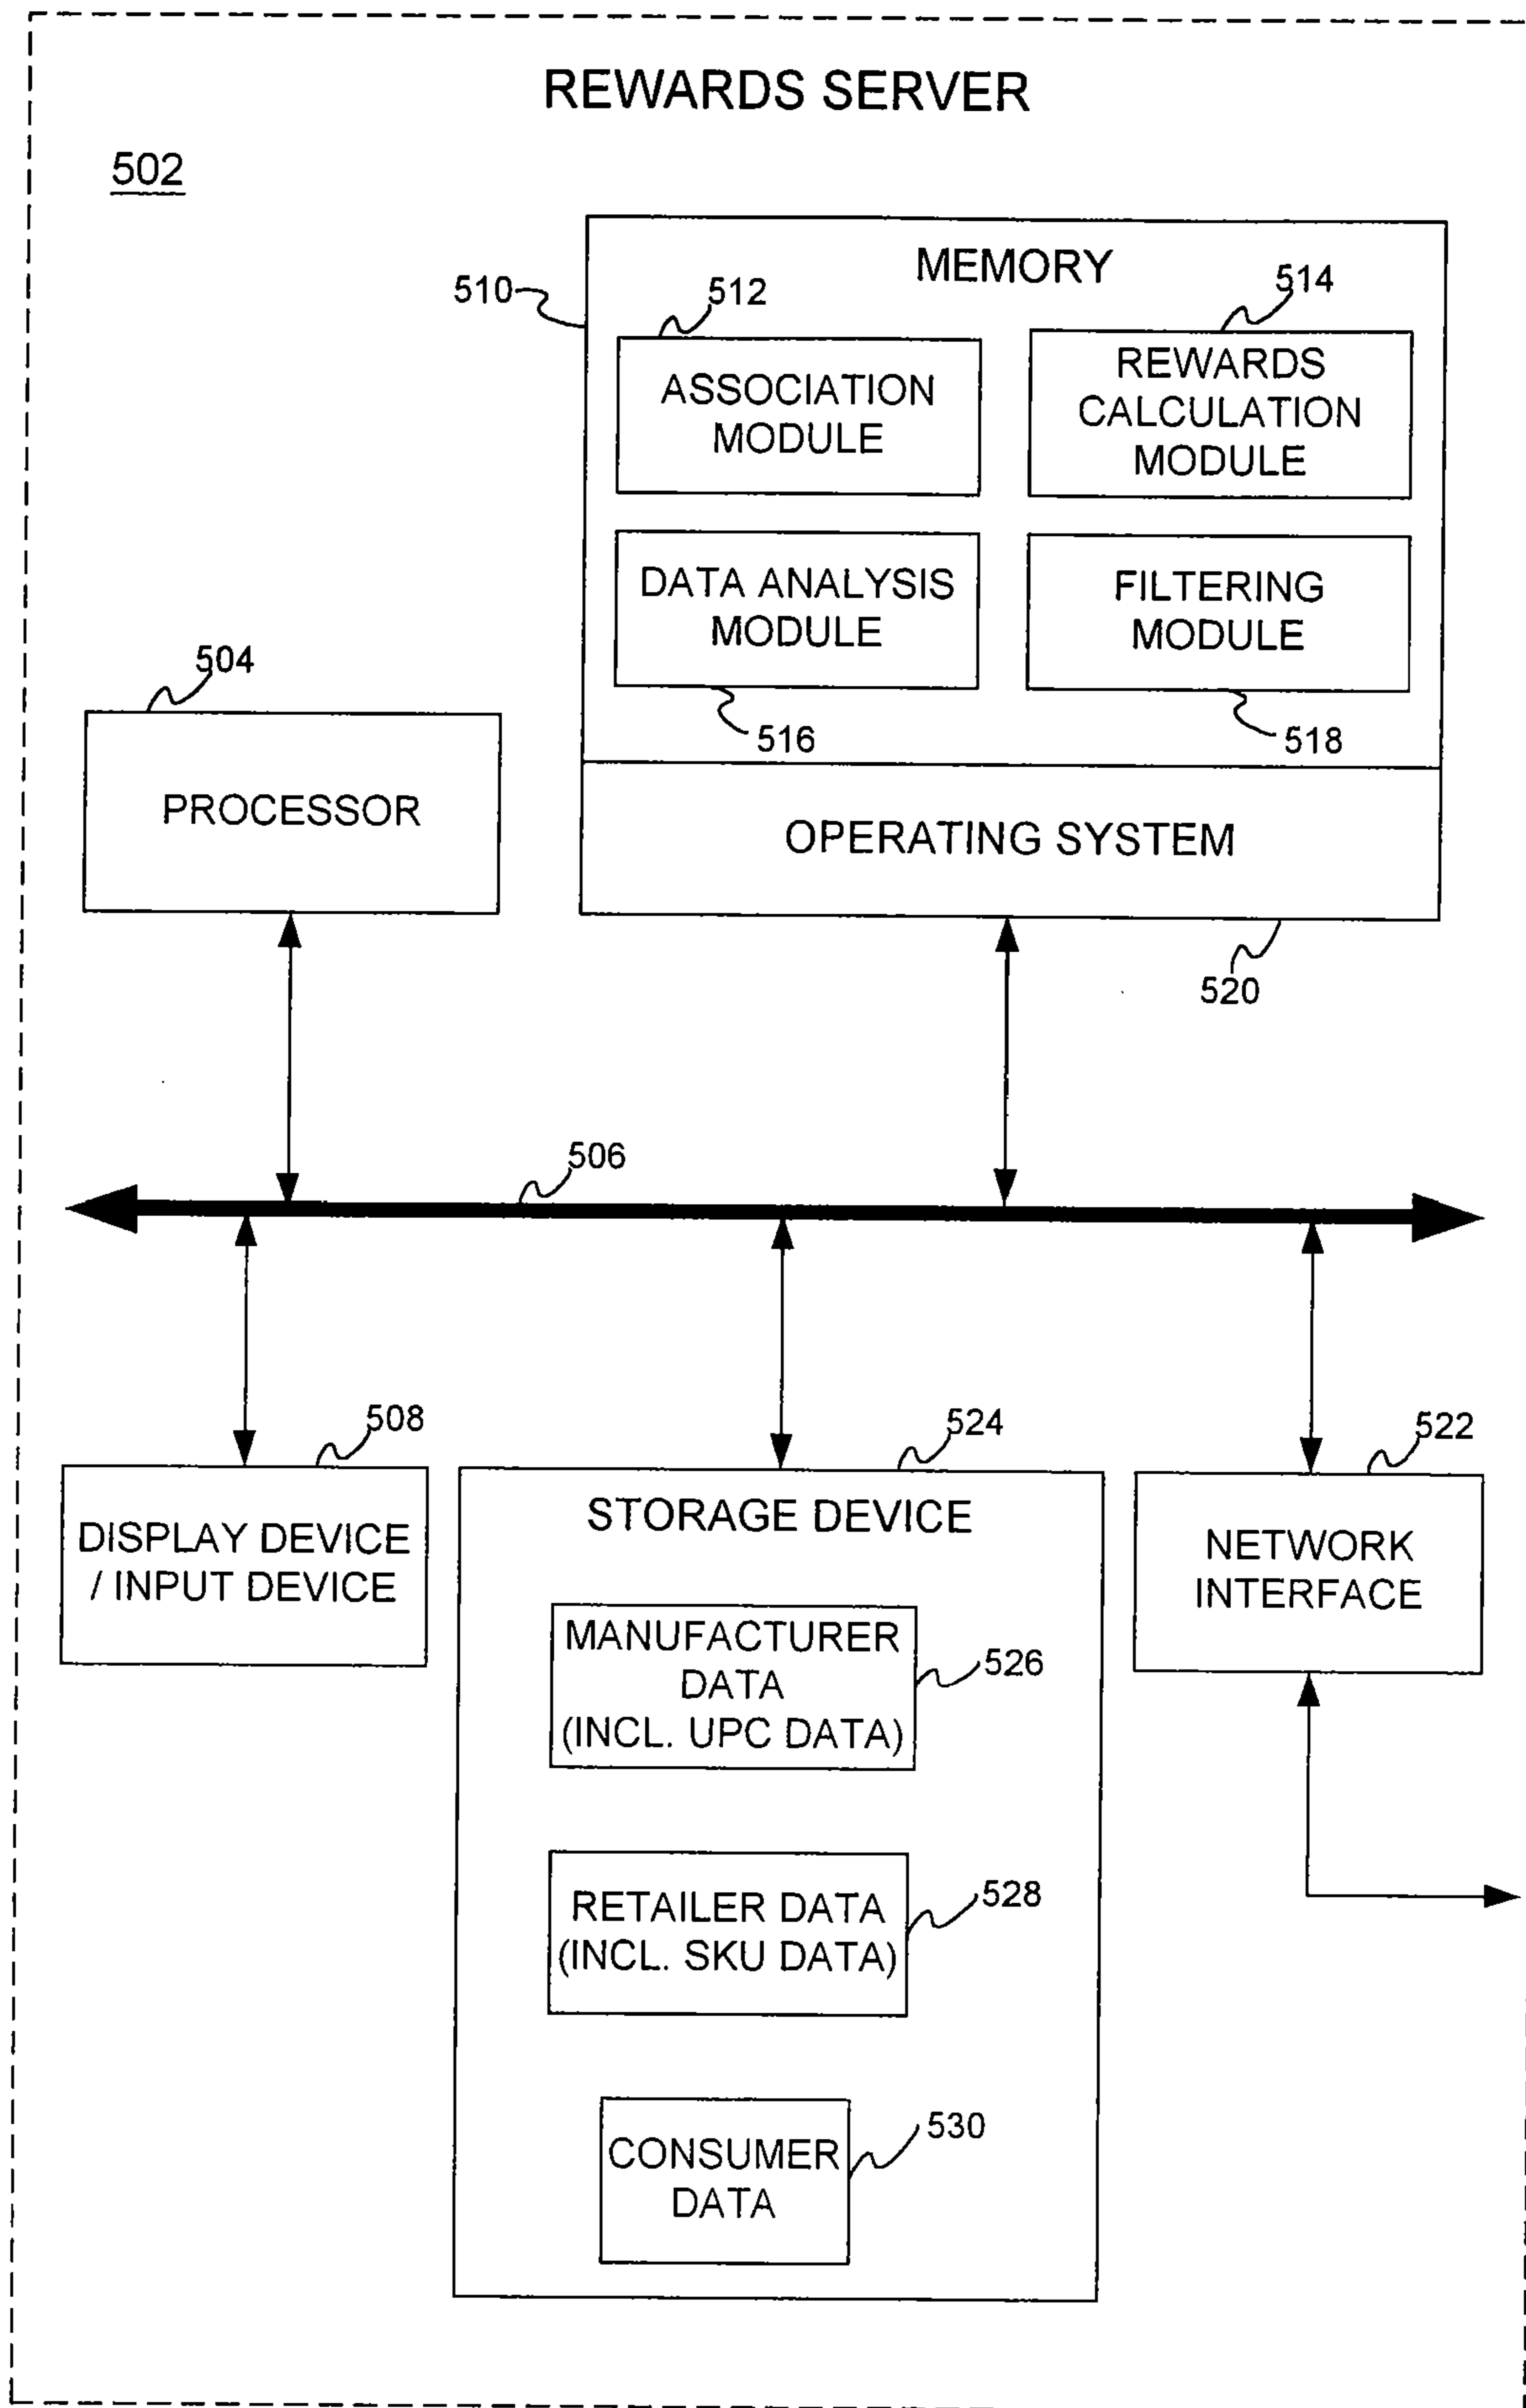 REWARDS SERVER
502
MEMORY
510
512
514
ASSOCIATION
MODULE
REWARDS
CALCULATION
MODULE
DATA ANALYSIS
MODULE
FILTERING
MODULE
516
518
504
PROCESSOR
OPERATING SYSTEM
520
506
508
DISPLAY DEVICE
/ INPUT DEVICE
524
STORAGE DEVICE
MANUFACTURER
DATA
(INCL. UPC DATA)
526
RETAILER DATA
(INCL. SKU DATA)
528
CONSUMER
DATA
530
522
NETWORK
INTERFACE